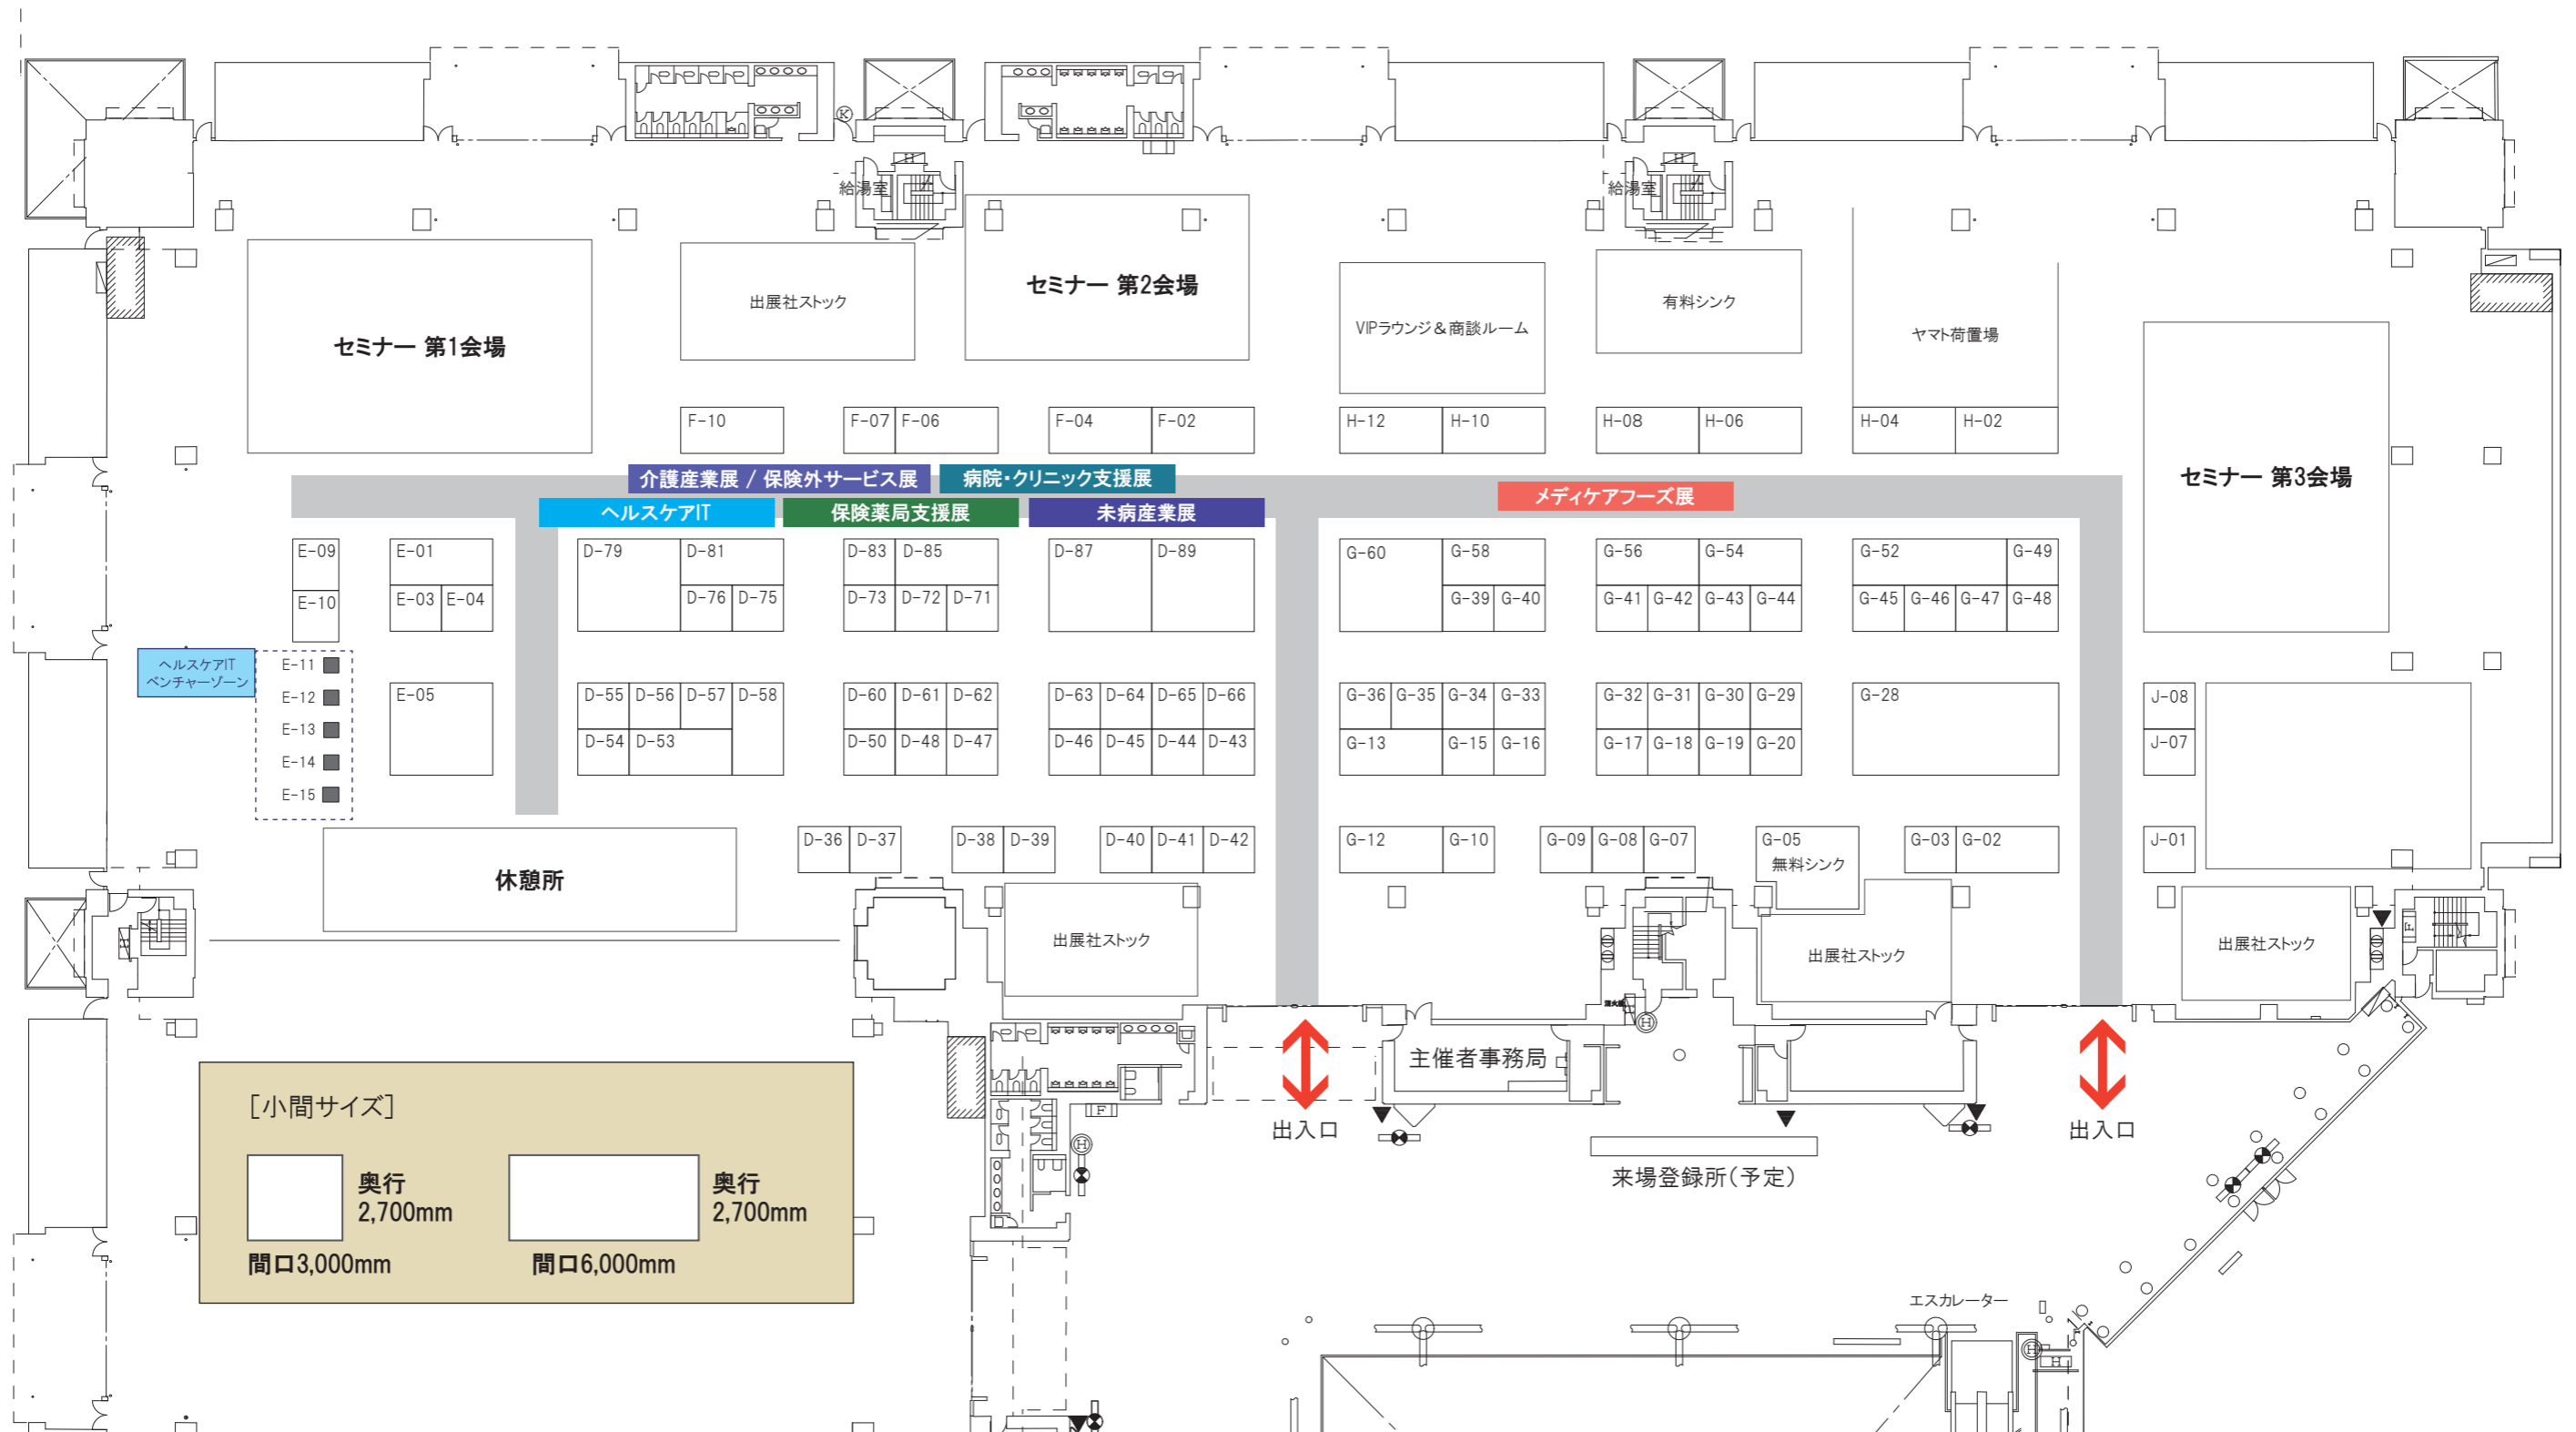 給湯室
給湯室
セミナー 第1会場
出展社ストック
セミナー 第2会場
VIPラウンジ&商談ルーム
有料シンク
ヤマト荷置場
セミナー 第3会場
F-10
F-07
F-06
F-04
F-02
H-12
H-10
H-08
H-06
H-04
H-02
介護産業展 / 保険外サービス展
病院・クリニック支援展
メディケアフーズ展
ヘルスケアIT
保険薬局支援展
未病産業展
E-09
E-01
D-79
D-81
D-83
D-85
D-87
D-89
G-60
G-58
G-56
G-54
G-52
G-49
E-10
E-03
E-04
D-76
D-75
D-73
D-72
D-71
G-39
G-40
G-41
G-42
G-43
G-44
G-45
G-46
G-47
G-48
ヘルスケアIT
ベンチャーゾーン
E-11
E-12
E-13
E-14
E-15
E-05
D-55
D-56
D-57
D-58
D-60
D-61
D-62
D-63
D-64
D-65
D-66
G-36
G-35
G-34
G-33
G-32
G-31
G-30
G-29
G-28
J-08
D-54
D-53
D-50
D-48
D-47
D-46
D-45
D-44
D-43
G-13
G-15
G-16
G-17
G-18
G-19
G-20
J-07
休憩所
D-36
D-37
D-38
D-39
D-40
D-41
D-42
G-12
G-10
G-09
G-08
G-07
G-05
無料シンク
G-03
G-02
J-01
出展社ストック
出展社ストック
出展社ストック
主催者事務局
出入口
出入口
来場登録所(予定)
[小間サイズ]
奥行
2,700mm
間口3,000mm
奥行
2,700mm
間口6,000mm
エスカレーター